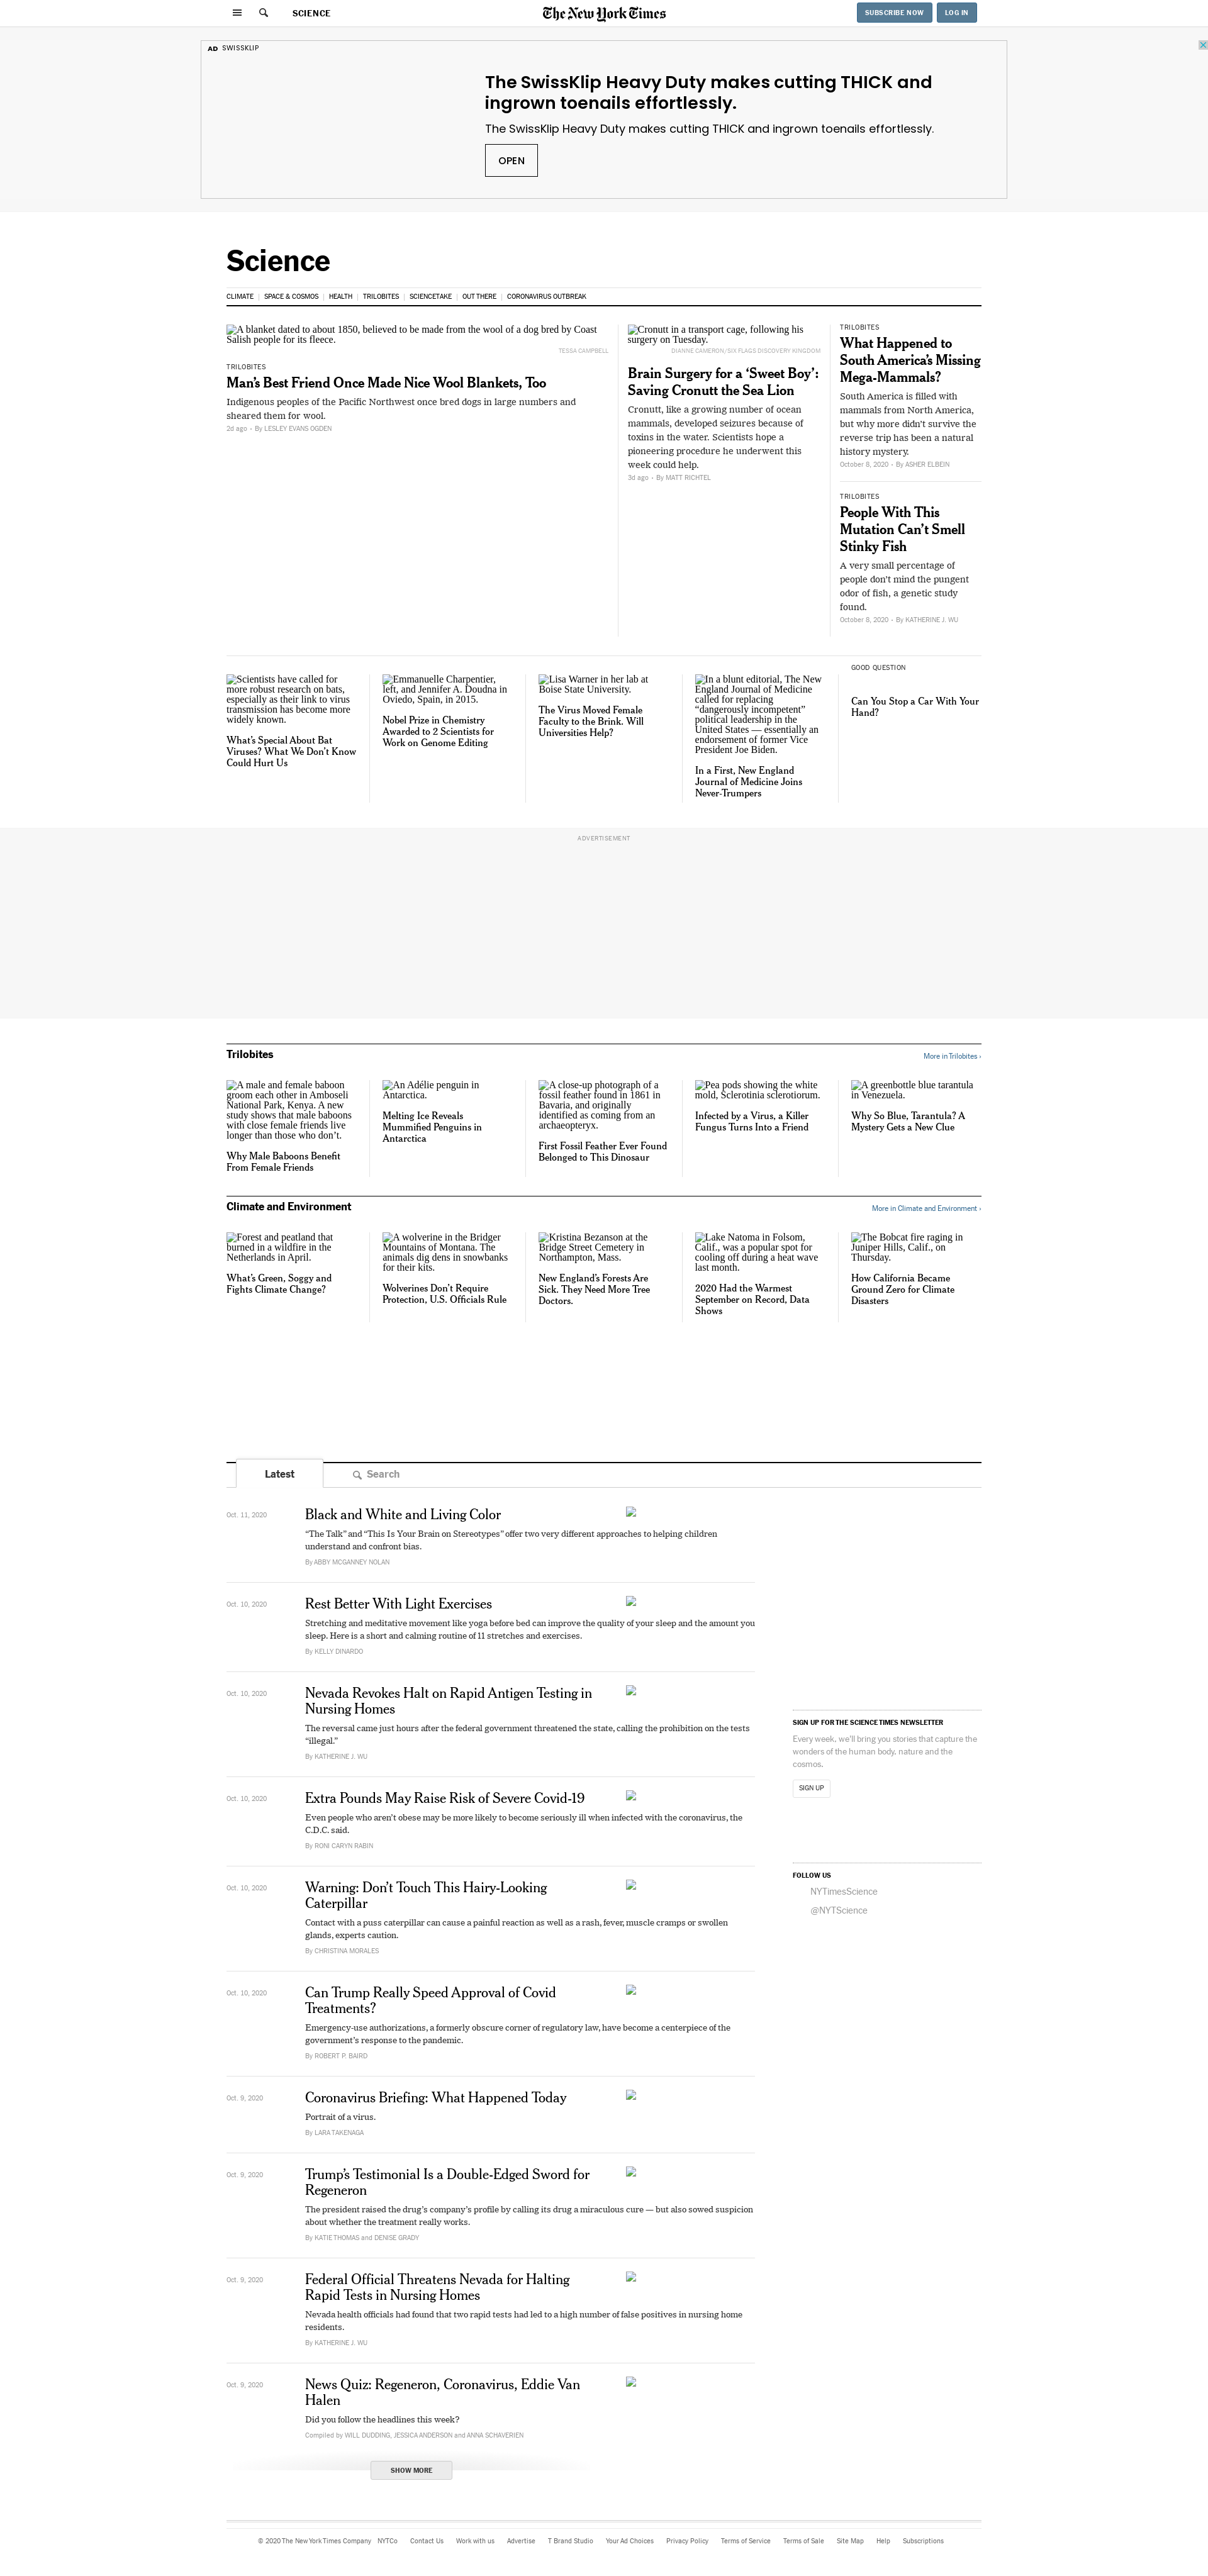 SCIENCE
The New York Times
SUBSCRIBE NOW
LOG IN
AD SWISSKLIP
The SwissKlip Heavy Duty makes cutting THICK and
ingrown toenails effortlessly.
The SwissKlip Heavy Duty makes cutting THICK and ingrown toenails effortlessly.
OPEN
Science
CLIMATE | SPACE & COSMOS | HEALTH | TRILOBITES | SCIENCETAKE | OUT THERE | CORONAVIRUS OUTBREAK
A blanket dated to about 1850, believed to be made from the wool of a dog bred by Coast
Salish people for its fleece.
TESSA CAMPBELL
TRILOBITES
Man's Best Friend Once Made Nice Wool Blankets, Too
Indigenous peoples of the Pacific Northwest once bred dogs in large numbers and
sheared them for wool.
2d ago • By LESLEY EVANS OGDEN
Cronutt in a transport cage, following his
surgery on Tuesday.
DIANNE CAMERON/SIX FLAGS DISCOVERY KINGDOM
Brain Surgery for a ‘Sweet Boy’:
Saving Cronutt the Sea Lion
Cronutt, like a growing number of ocean
mammals, developed seizures because of
toxins in the water. Scientists hope a
pioneering procedure he underwent this
week could help.
3d ago • By MATT RICHTEL
TRILOBITES
What Happened to
South America’s Missing
Mega-Mammals?
South America is filled with
mammals from North America,
but why more didn’t survive the
reverse trip has been a natural
history mystery.
October 8, 2020 • By ASHER ELBEIN
TRILOBITES
People With This
Mutation Can’t Smell
Stinky Fish
A very small percentage of
people don’t mind the pungent
odor of fish, a genetic study
found.
October 8, 2020 • By KATHERINE J. WU
Scientists have called for
more robust research on bats,
especially as their link to virus
transmission has become more
widely known.
What’s Special About Bat
Viruses? What We Don’t Know
Could Hurt Us
Emmanuelle Charpentier,
left, and Jennifer A. Doudna in
Oviedo, Spain, in 2015.
Nobel Prize in Chemistry
Awarded to 2 Scientists for
Work on Genome Editing
Lisa Warner in her lab at
Boise State University.
The Virus Moved Female
Faculty to the Brink. Will
Universities Help?
In a blunt editorial, The New
England Journal of Medicine
called for replacing
“dangerously incompetent”
political leadership in the
United States — essentially an
endorsement of former Vice
President Joe Biden.
In a First, New England
Journal of Medicine Joins
Never-Trumpers
GOOD QUESTION
Can You Stop a Car With Your
Hand?
ADVERTISEMENT
Trilobites
More in Trilobites ›
A male and female baboon
groom each other in Amboseli
National Park, Kenya. A new
study shows that male baboons
with close female friends live
longer than those who don’t.
Why Male Baboons Benefit
From Female Friends
An Adélie penguin in
Antarctica.
Melting Ice Reveals
Mummified Penguins in
Antarctica
A close-up photograph of a
fossil feather found in 1861 in
Bavaria, and originally
identified as coming from an
archaeopteryx.
First Fossil Feather Ever Found
Belonged to This Dinosaur
Pea pods showing the white
mold, Sclerotinia sclerotiorum.
Infected by a Virus, a Killer
Fungus Turns Into a Friend
A greenbottle blue tarantula
in Venezuela.
Why So Blue, Tarantula? A
Mystery Gets a New Clue
Climate and Environment
More in Climate and Environment ›
Forest and peatland that
burned in a wildfire in the
Netherlands in April.
What’s Green, Soggy and
Fights Climate Change?
A wolverine in the Bridger
Mountains of Montana. The
animals dig dens in snowbanks
for their kits.
Wolverines Don’t Require
Protection, U.S. Officials Rule
Kristina Bezanson at the
Bridge Street Cemetery in
Northampton, Mass.
New England’s Forests Are
Sick. They Need More Tree
Doctors.
Lake Natoma in Folsom,
Calif., was a popular spot for
cooling off during a heat wave
last month.
2020 Had the Warmest
September on Record, Data
Shows
The Bobcat fire raging in
Juniper Hills, Calif., on
Thursday.
How California Became
Ground Zero for Climate
Disasters
Latest
Search
Oct. 11, 2020
Black and White and Living Color
“The Talk” and “This Is Your Brain on Stereotypes” offer two very different approaches to helping children
understand and confront bias.
By ABBY MCGANNEY NOLAN
Oct. 10, 2020
Rest Better With Light Exercises
Stretching and meditative movement like yoga before bed can improve the quality of your sleep and the amount you
sleep. Here is a short and calming routine of 11 stretches and exercises.
By KELLY DINARDO
Oct. 10, 2020
Nevada Revokes Halt on Rapid Antigen Testing in
Nursing Homes
The reversal came just hours after the federal government threatened the state, calling the prohibition on the tests
“illegal.”
By KATHERINE J. WU
Oct. 10, 2020
Extra Pounds May Raise Risk of Severe Covid-19
Even people who aren’t obese may be more likely to become seriously ill when infected with the coronavirus, the
C.D.C. said.
By RONI CARYN RABIN
Oct. 10, 2020
Warning: Don’t Touch This Hairy-Looking
Caterpillar
Contact with a puss caterpillar can cause a painful reaction as well as a rash, fever, muscle cramps or swollen
glands, experts caution.
By CHRISTINA MORALES
Oct. 10, 2020
Can Trump Really Speed Approval of Covid
Treatments?
Emergency-use authorizations, a formerly obscure corner of regulatory law, have become a centerpiece of the
government’s response to the pandemic.
By ROBERT P. BAIRD
Oct. 9, 2020
Coronavirus Briefing: What Happened Today
Portrait of a virus.
By LARA TAKENAGA
Oct. 9, 2020
Trump’s Testimonial Is a Double-Edged Sword for
Regeneron
The president raised the drug’s company’s profile by calling its drug a miraculous cure — but also sowed suspicion
about whether the treatment really works.
By KATIE THOMAS and DENISE GRADY
Oct. 9, 2020
Federal Official Threatens Nevada for Halting
Rapid Tests in Nursing Homes
Nevada health officials had found that two rapid tests had led to a high number of false positives in nursing home
residents.
By KATHERINE J. WU
Oct. 9, 2020
News Quiz: Regeneron, Coronavirus, Eddie Van
Halen
Did you follow the headlines this week?
Compiled by WILL DUDDING, JESSICA ANDERSON and ANNA SCHAVERIEN
SHOW MORE
SIGN UP FOR THE SCIENCE TIMES NEWSLETTER
Every week, we’ll bring you stories that capture the
wonders of the human body, nature and the
cosmos.
SIGN UP
FOLLOW US
NYTimesScience
@NYTScience
© 2020 The New York Times Company NYTCo Contact Us Work with us Advertise T Brand Studio Your Ad Choices Privacy Policy Terms of Service Terms of Sale Site Map Help Subscriptions